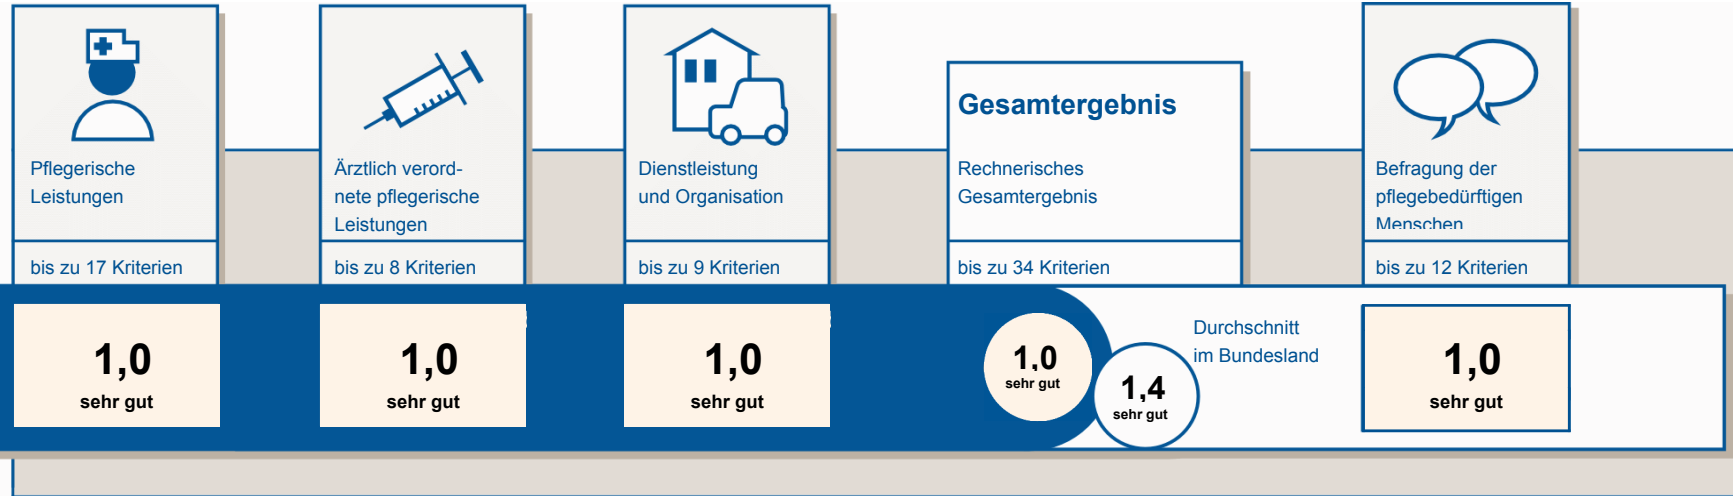 Pflegerische
Leistungen
bis zu 17 Kriterien
1,0
sehr gut
Ärztlich verord-
nete pflegerische
Leistungen
bis zu 8 Kriterien
1,0
sehr gut
Dienstleistung
und Organisation
bis zu 9 Kriterien
1,0
sehr gut
Gesamtergebnis
Rechnerisches
Gesamtergebnis
bis zu 34 Kriterien
1,0
sehr gut
1,4
sehr gut
Durchschnitt
im Bundesland
Befragung der
pflegebedürftigen
Menschen
bis zu 12 Kriterien
1,0
sehr gut